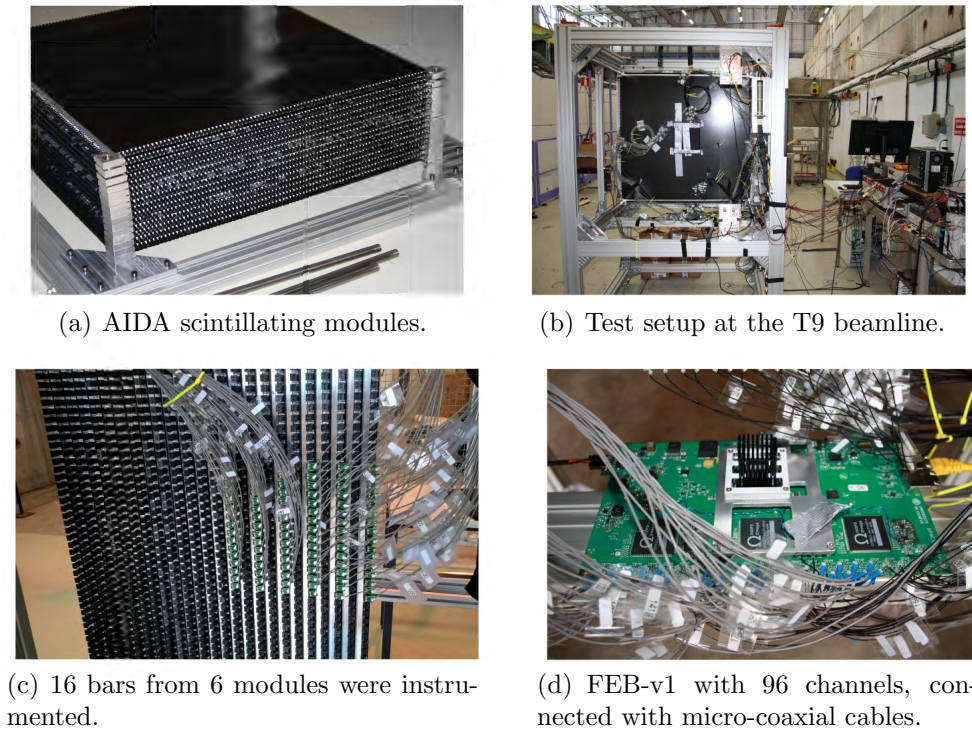 (a) AIDA scintillating modules.
(b) Test setup at the T9 beamline.
(c) 16 bars from 6 modules were instru-
mented.
(d) FEB-v1 with 96 channels, con-
nected with micro-coaxial cables.